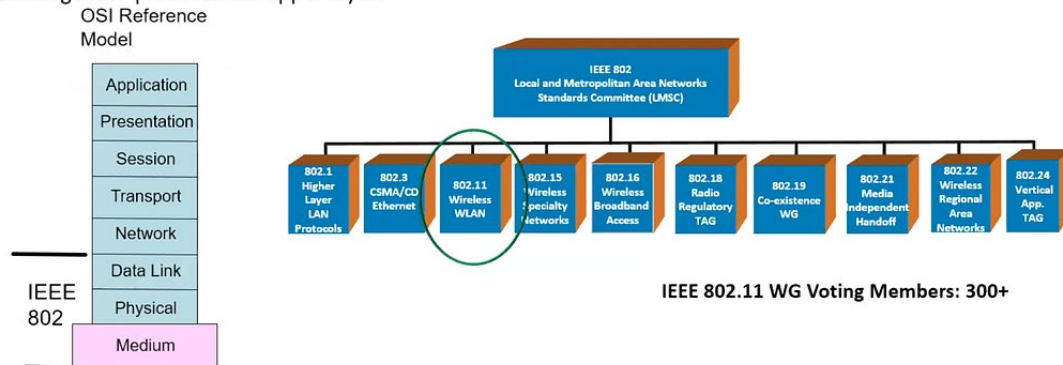 OSI Reference
Model
Application
Presentation
Session
Transport
Network
Data Link
Physical
Medium
IEEE
802
IEEE 802
Local and Metropolitan Area Networks
Standards Committee (LMSC)
802.1
Higher
Layer
LAN
Protocols
802.3
CSMA/CD
Ethernet
802.11
Wireless
WLAN
802.15
Wireless
Specialty
Networks
802.16
Wireless
Broadband
Access
802.18
Radio
Regulatory
TAG
802.19
Co-existence
WG
802.21
Media
Independent
Handoff
802.22
Wireless
Regional
Area
Networks
802.24
Vertical
App.
TAG
IEEE 802.11 WG Voting Members: 300+